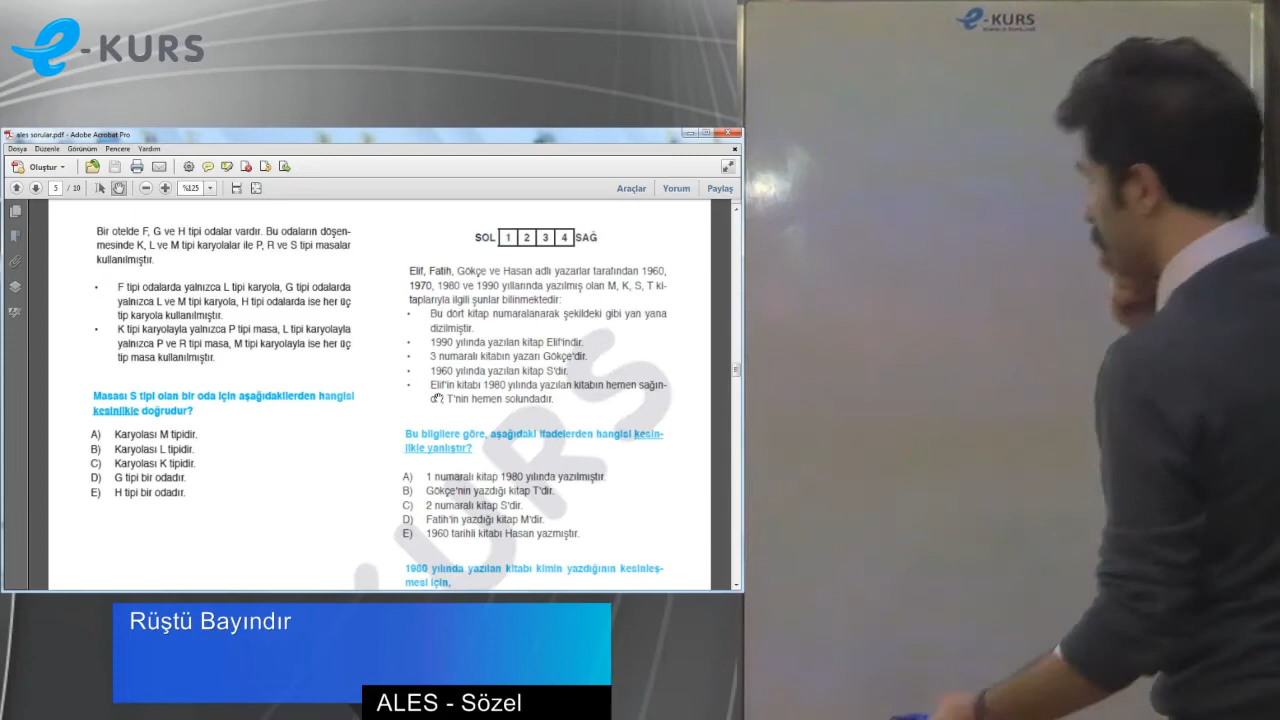 e-KURS
e-KURS
ales sorular.pdf - Adobe Acrobat Pro
Dosya Düzenle Görünüm Pencere Yardım
Oluştur
5 / 10 %125
Araçlar Yorum Paylaş
Bir otelde F, G ve H tipi odalar vardır. Bu odaların döşen-
mesinde K, L ve M tipi karyolalar ile P, R ve S tipi masalar
kullanılmıştır.
• F tipi odalarda yalnızca L tipi karyola, G tipi odalarda
yalnızca L ve M tipi karyola, H tipi odalarda ise her üç
tip karyola kullanılmıştır.
• K tipi karyolayla yalnızca P tipi masa, L tipi karyolayla
yalnızca P ve R tipi masa, M tipi karyolayla ise her üç
tip masa kullanılmıştır.
Masası S tipi olan bir oda için aşağıdakilerden hangisi
kesinlikle doğrudur?
A) Karyolası M tipidir.
B) Karyolası L tipidir.
C) Karyolası K tipidir.
D) G tipi bir odadır.
E) H tipi bir odadır.
SOL 1 2 3 4 SAĞ
Elif, Fatih, Gökçe ve Hasan adlı yazarlar tarafından 1960,
1970, 1980 ve 1990 yıllarında yazılmış olan M, K, S, T ki-
taplarıyla ilgili şunlar bilinmektedir:
• Bu dört kitap numaralanarak şekildeki gibi yan yana
dizilmiştir.
• 1990 yılında yazılan kitap Elif'indir.
• 3 numaralı kitabın yazarı Gökçe'dir.
• 1960 yılında yazılan kitap S'dir.
• Elif'in kitabı 1980 yılında yazılan kitabın hemen sağın-
da, T'nin hemen solundadır.
Bu bilgilere göre, aşağıdaki ifadelerden hangisi kesin-
likle yanlıştır?
A) 1 numaralı kitap 1980 yılında yazılmıştır.
B) Gökçe'nin yazdığı kitap T'dir.
C) 2 numaralı kitap S'dir.
D) Fatih'in yazdığı kitap M'dir.
E) 1960 tarihli kitabı Hasan yazmıştır.
1980 yılında yazılan kitabı kimin yazdığının kesinleş-
mesi için,
KURS
Rüştü Bayındır
ALES - Sözel